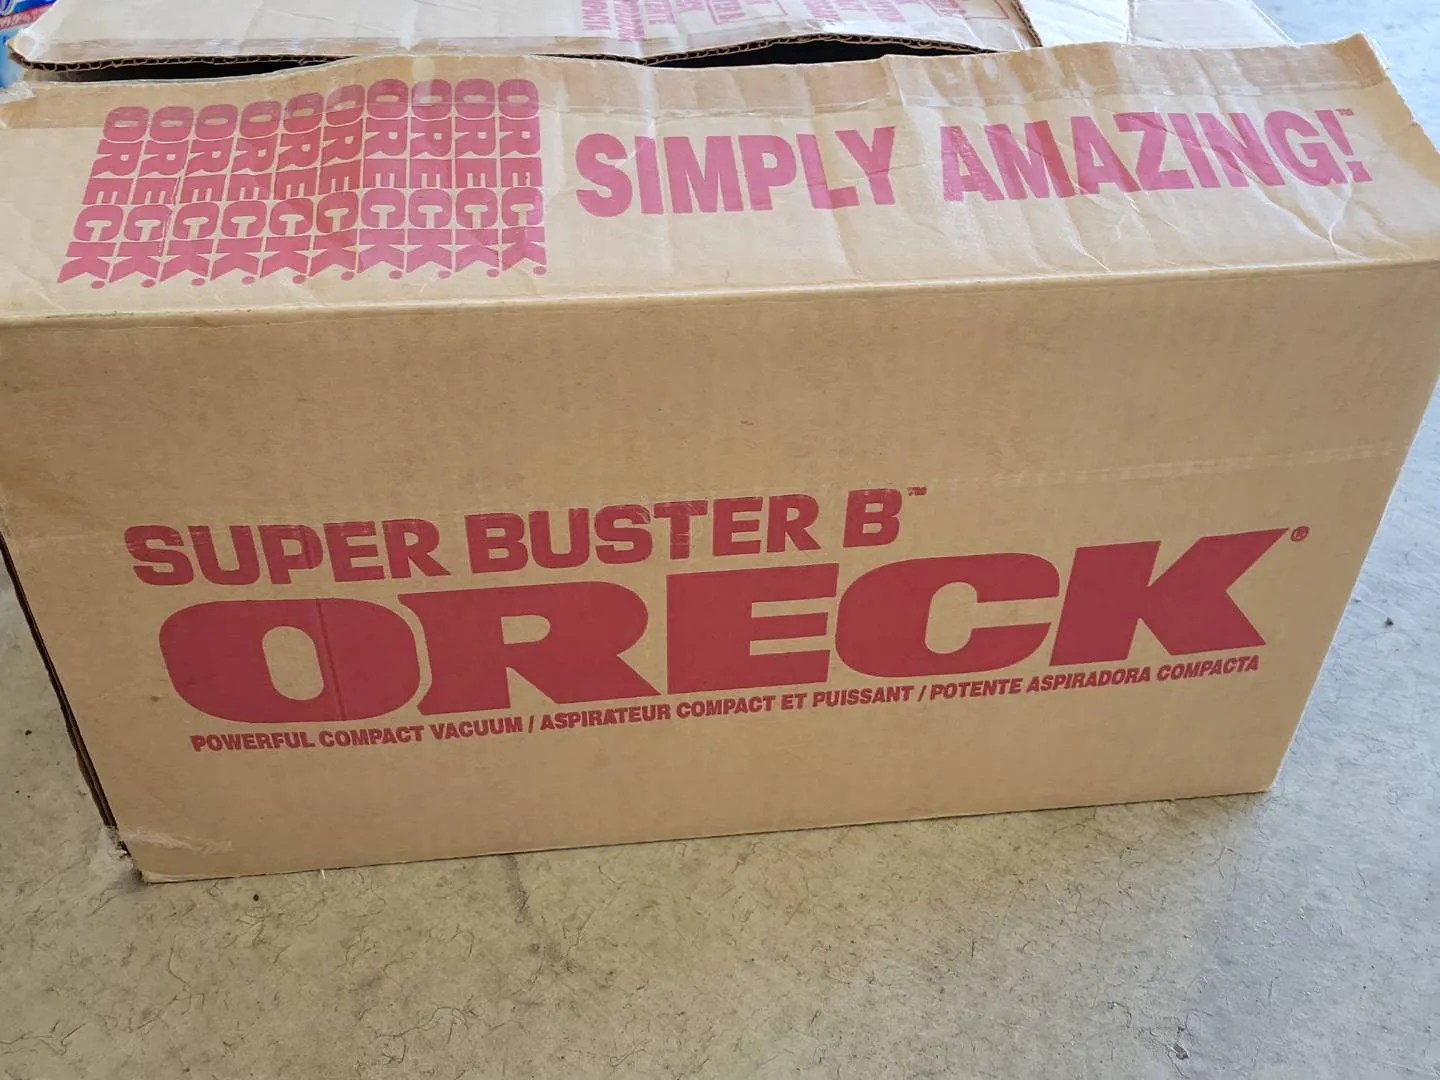 ORECK. ORECK. ORECK. ORECK. ORECK. ORECK. ORECK. ORECK. ORECK. ORECK.
SIMPLY AMAZING!™
SUPER BUSTER B™
ORECK®
POWERFUL COMPACT VACUUM / ASPIRATEUR COMPACT ET PUISSANT / POTENTE ASPIRADORA COMPACTA